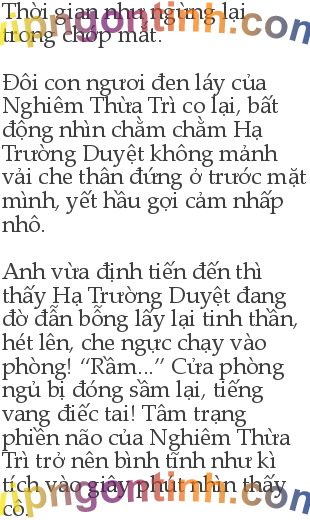 Thời gian như ngừng lại
trong chớp mắt.
Đôi con ngươi đen láy của
Nghiêm Thừa Trì co lại, bất
động nhìn chằm chằm Hạ
Trường Duyệt không mảnh
vải che thân đứng ở trước mặt
mình, yết hầu gợi cảm nhấp
nhô.
Anh vừa định tiến đến thì
thấy Hạ Trường Duyệt đang
đờ đẫn bỗng lấy lại tinh thần,
hét lên, che ngực chạy vào
phòng! “Rầm...” Cửa phòng
ngủ bị đóng sầm lại, tiếng
vang điếc tai! Tâm trạng
phiền não của Nghiêm Thừa
Trì trở nên bình tĩnh như kì
tích vào giây phút nhìn thấy
cô.
vipngontinh.com
vipngontinh.com